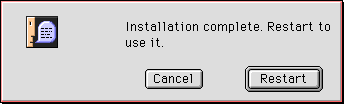 Installation complete. Restart to
use it.
Cancel
Restart